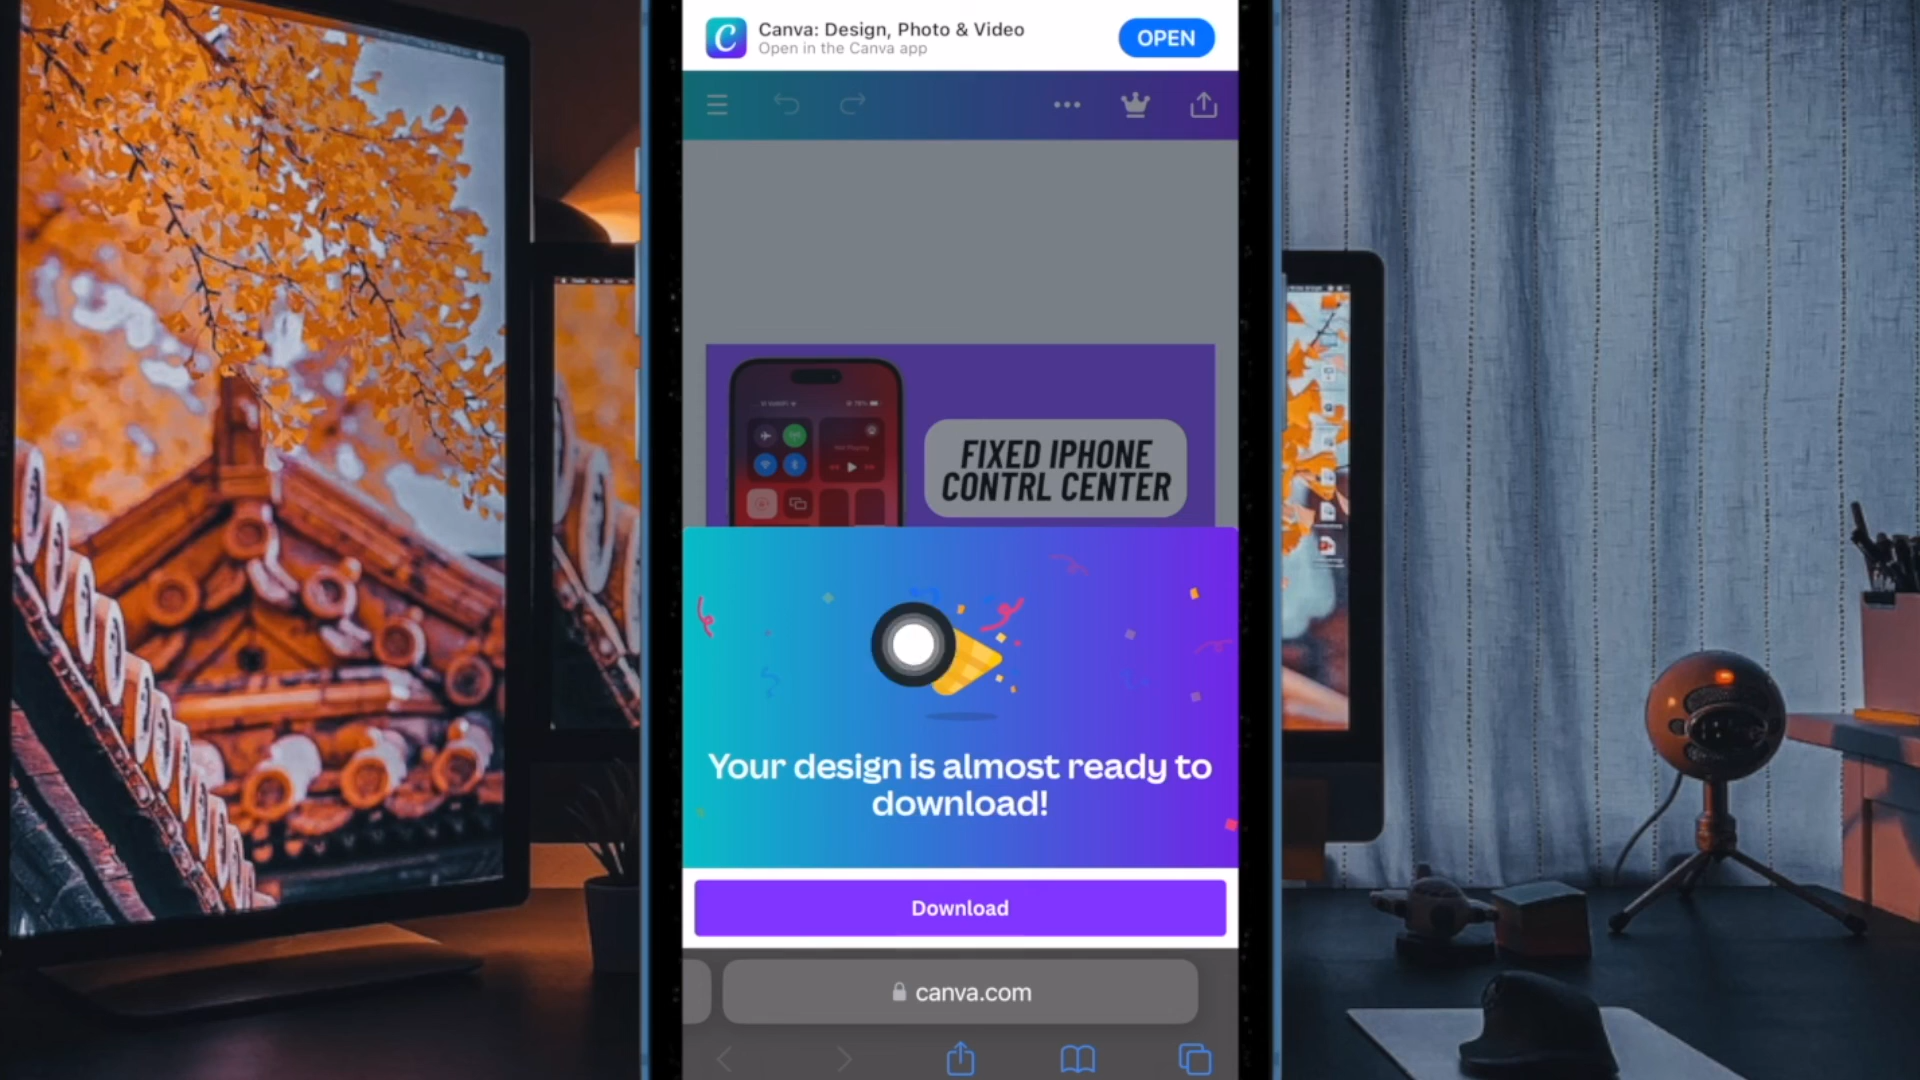 Canva: Design, Photo & Video
Open in the Canva app
OPEN
FIXED IPHONE
CONTRL CENTER
Your design is almost ready to
download!
Download
canva.com